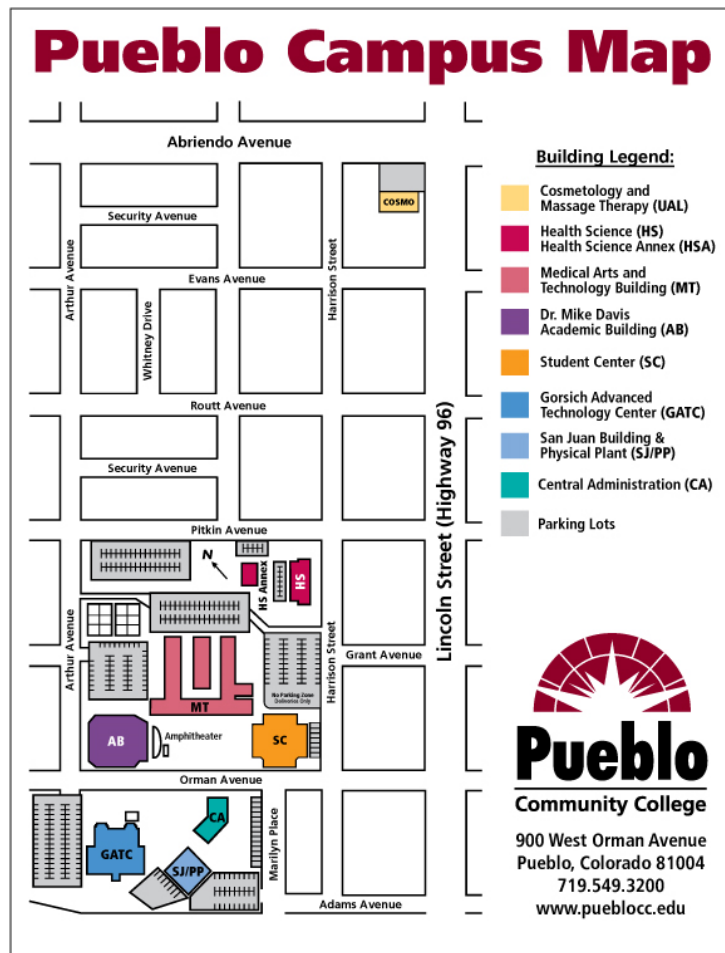 Pueblo Campus Map
Abriendo Avenue
COSMO
Security Avenue
Arthur Avenue
Harrison Street
Evans Avenue
Whitney Drive
Routt Avenue
Security Avenue
Lincoln Street (Highway 96)
Pitkin Avenue
N
HS Annex
HS
Arthur Avenue
Harrison Street
Grant Avenue
No Parking Zone
Deliveries Only
MT
AB
Amphitheater
SC
Orman Avenue
CA
Marilyn Place
GATC
SJ/PP
Adams Avenue
Building Legend:
Cosmetology and
Massage Therapy (UAL)
Health Science (HS)
Health Science Annex (HSA)
Medical Arts and
Technology Building (MT)
Dr. Mike Davis
Academic Building (AB)
Student Center (SC)
Gorsich Advanced
Technology Center (GATC)
San Juan Building &
Physical Plant (SJ/PP)
Central Administration (CA)
Parking Lots
Pueblo
Community College
900 West Orman Avenue
Pueblo, Colorado 81004
719.549.3200
www.pueblocc.edu